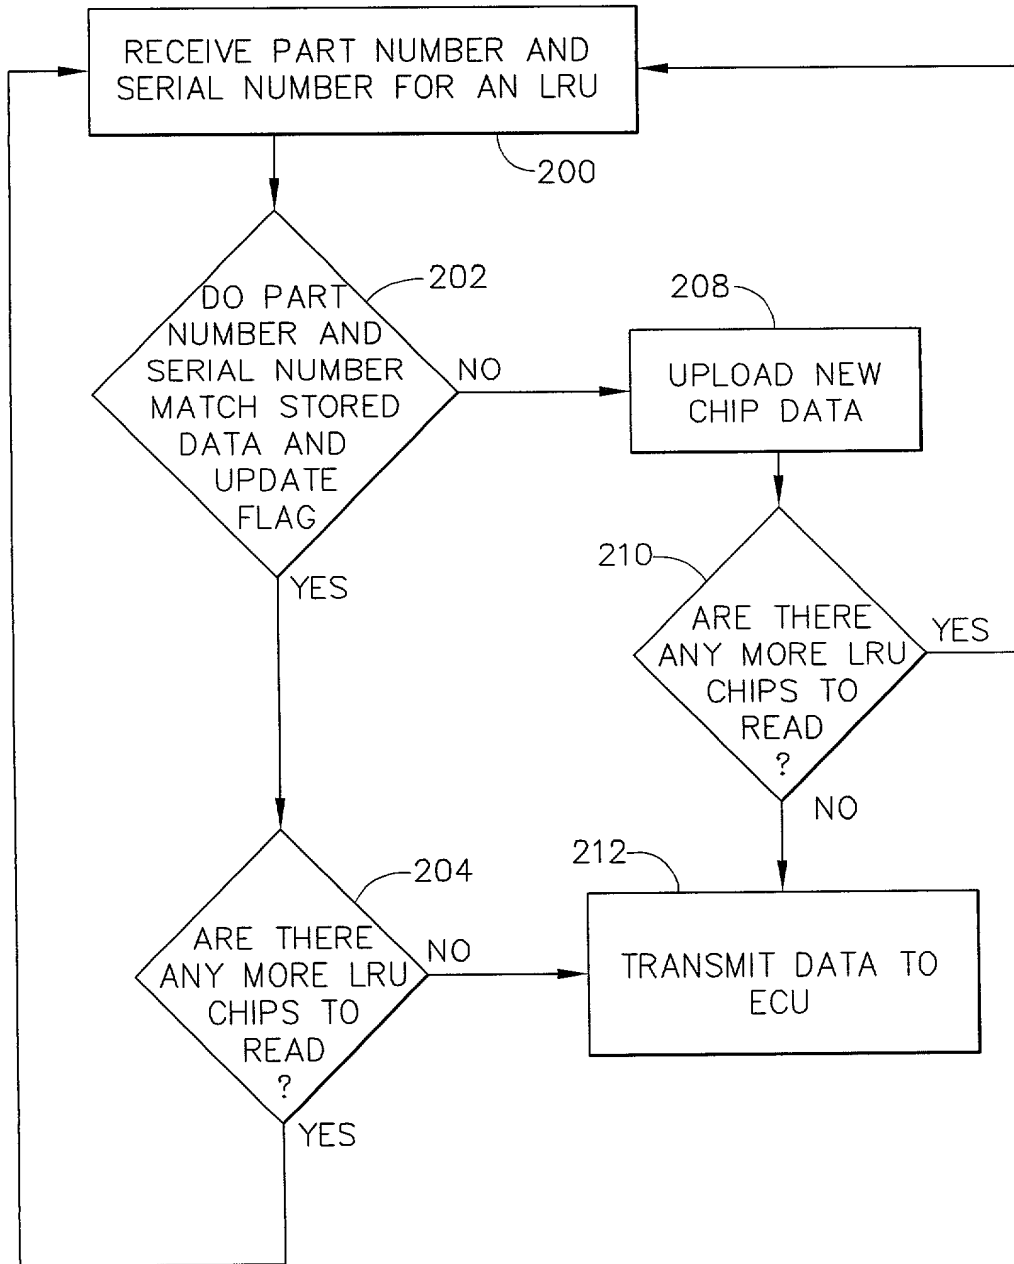 RECEIVE PART NUMBER AND
SERIAL NUMBER FOR AN LRU
200
202
DO PART
NUMBER AND
SERIAL NUMBER
MATCH STORED
DATA AND
UPDATE
FLAG
NO
YES
208
UPLOAD NEW
CHIP DATA
210
ARE THERE
ANY MORE LRU
CHIPS TO
READ
?
YES
NO
204
ARE THERE
ANY MORE LRU
CHIPS TO
READ
?
NO
YES
212
TRANSMIT DATA TO
ECU